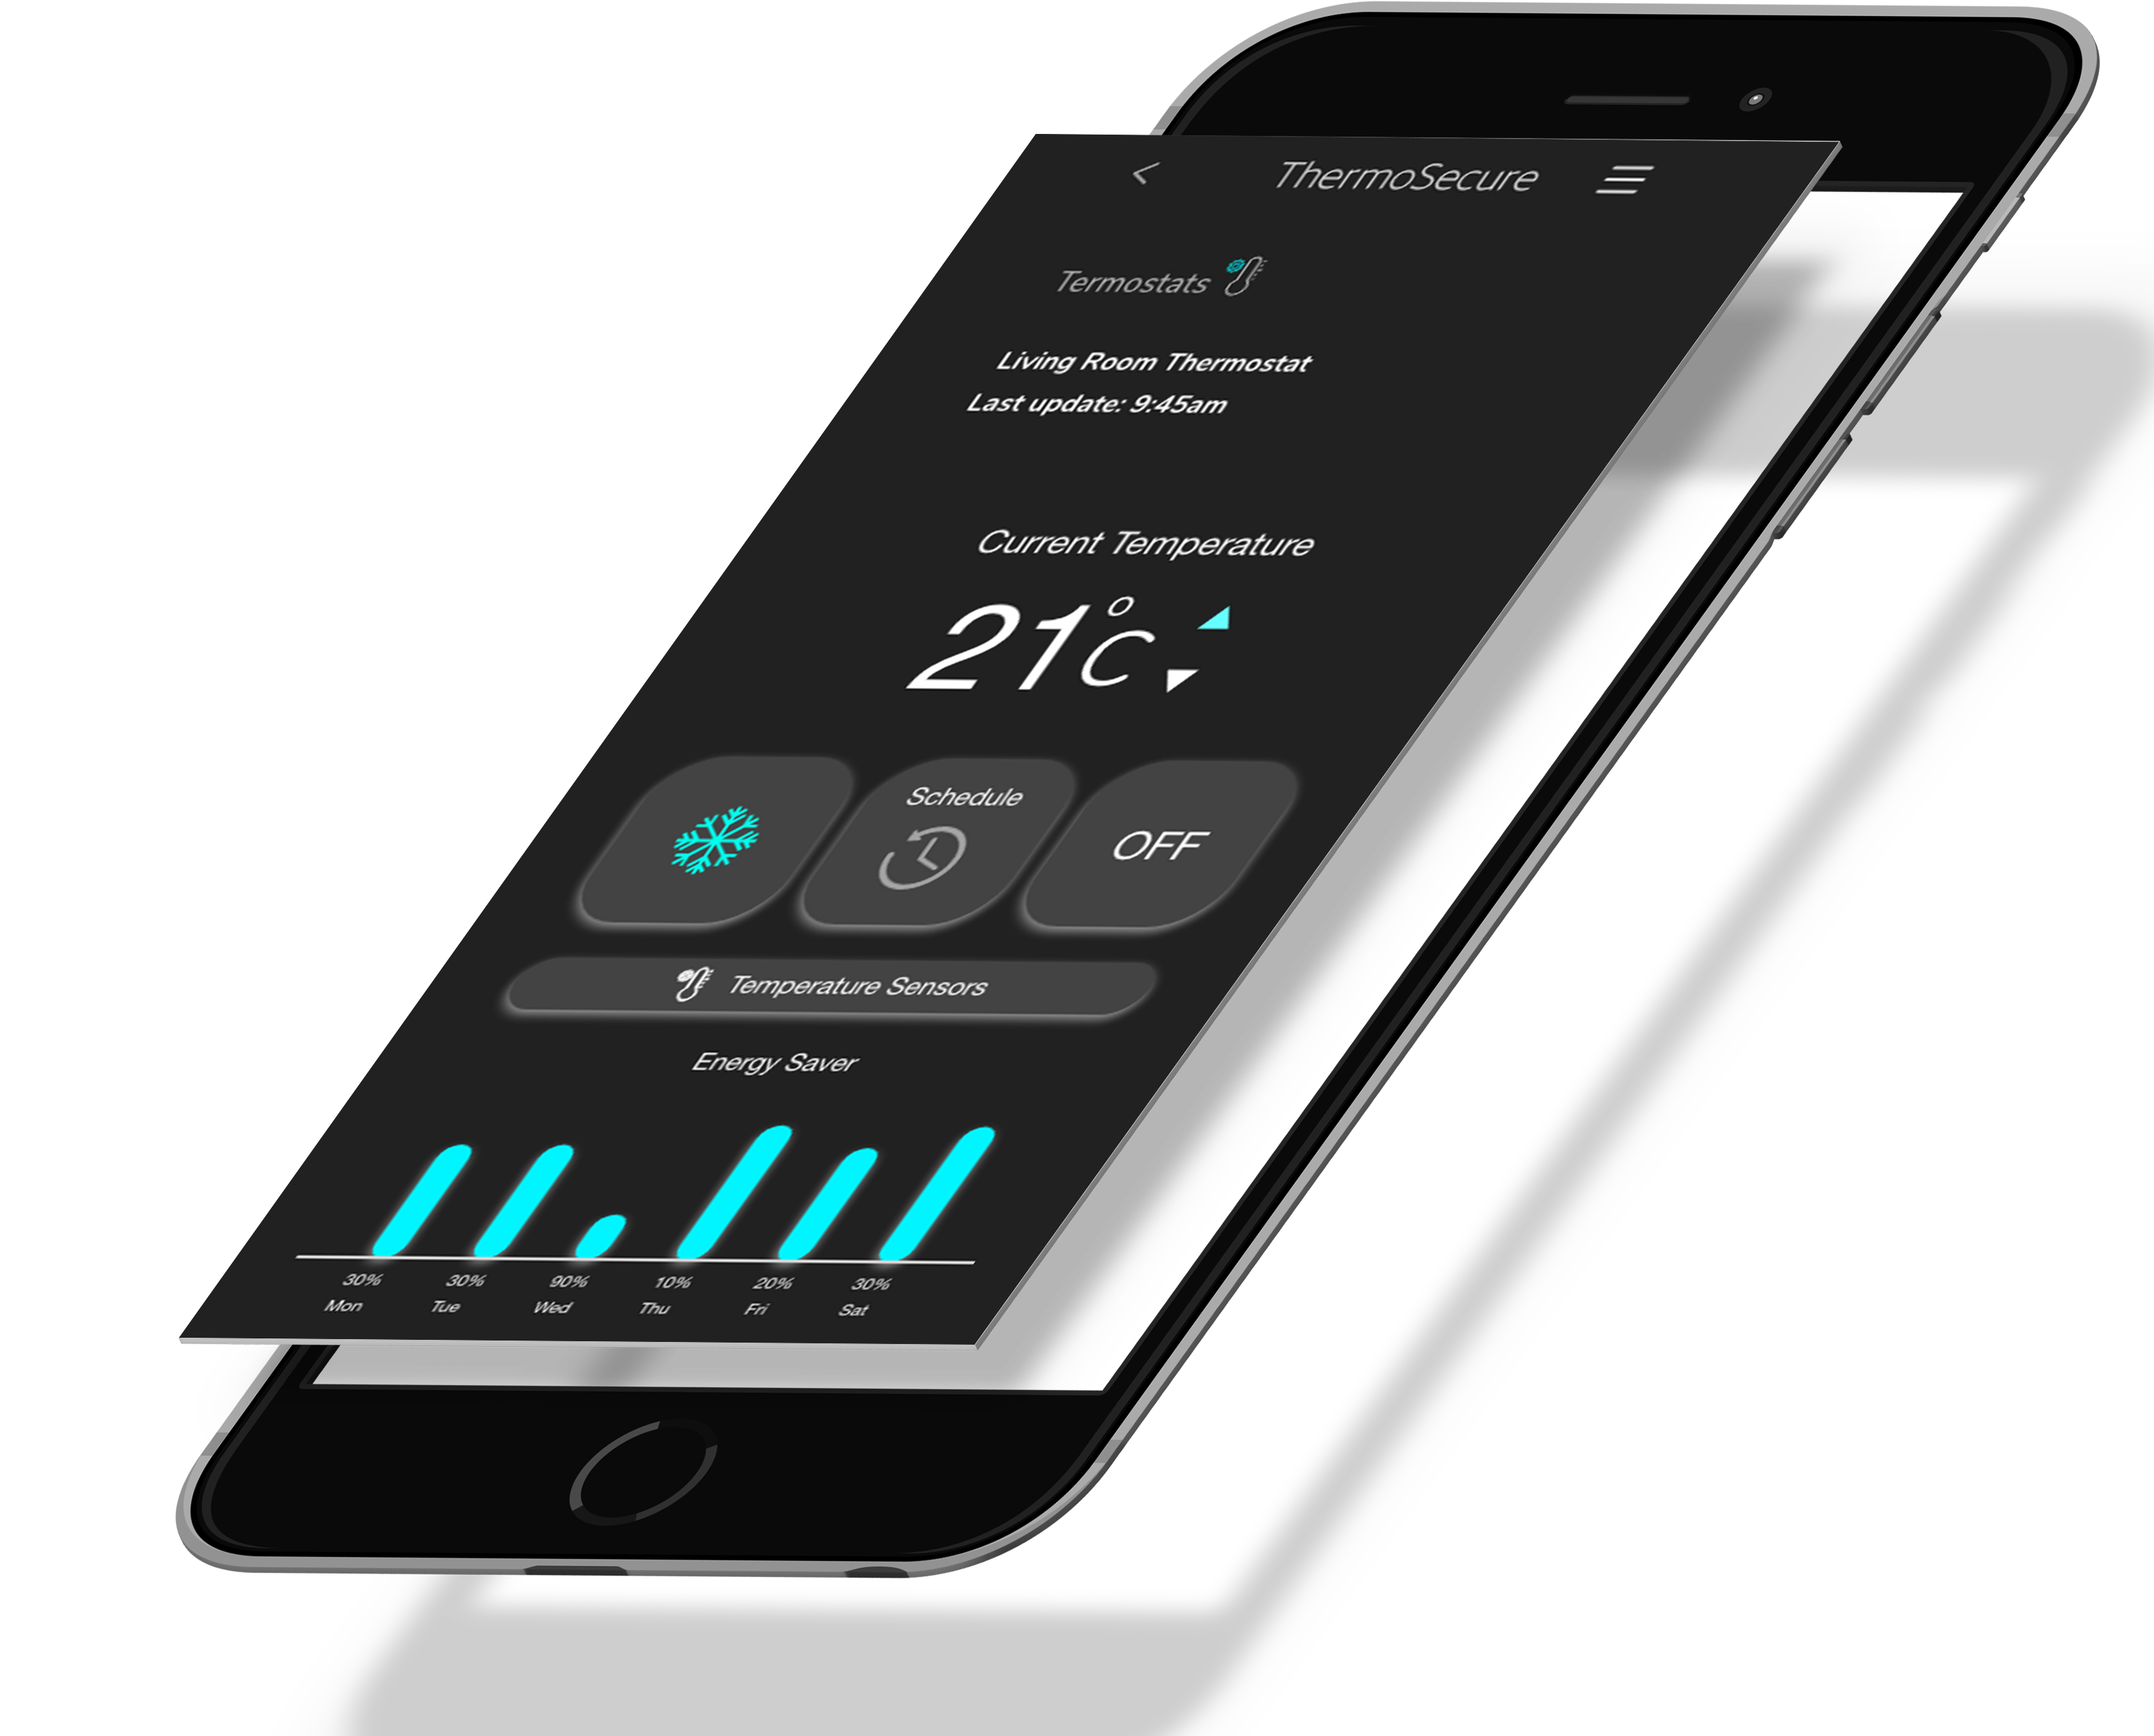 < ThermoSecure
Termostats
Living Room Thermostat
Last update: 9:45am
Current Temperature
21°c
Schedule
OFF
Temperature Sensors
Energy Saver
30% 30% 90% 10% 20% 30%
Mon Tue Wed Thu Fri Sat